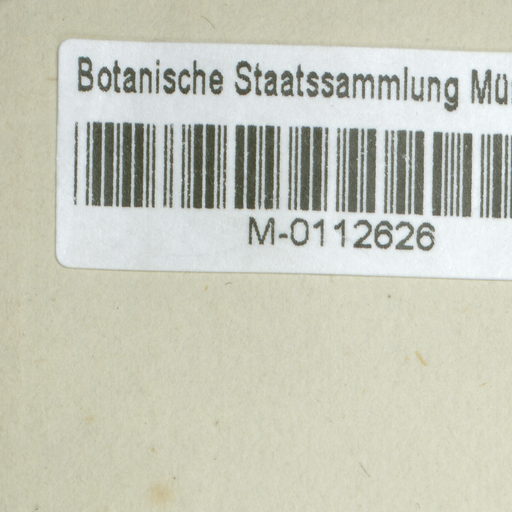 Botanische Staatssammlung Mü
M-0112626